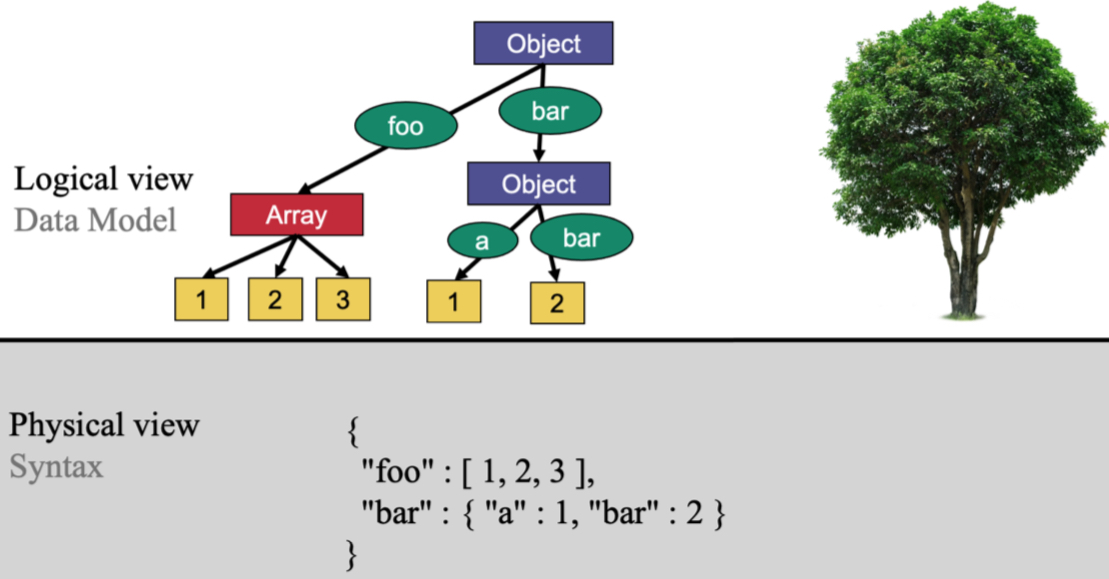 Object
foo
bar
Logical view
Data Model
Array
Object
a
bar
1 2 3 1 2
Physical view
Syntax
{
"foo" : [ 1, 2, 3 ],
"bar" : { "a" : 1, "bar" : 2 }
}